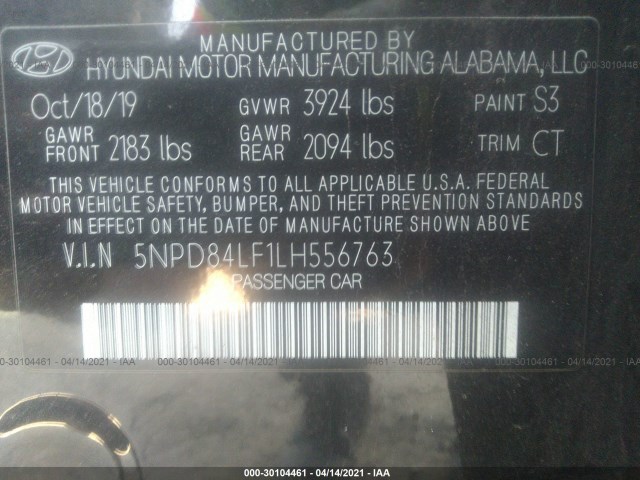 MANUFACTURED BY
HYUNDAI MOTOR MANUFACTURING ALABAMA, LLC
Oct/18/19 GVWR 3924 lbs PAINT S3
GAWR FRONT 2183 lbs GAWR REAR 2094 lbs TRIM CT
THIS VEHICLE CONFORMS TO ALL APPLICABLE U.S.A. FEDERAL
MOTOR VEHICLE SAFETY, BUMPER, AND THEFT PREVENTION STANDARDS
IN EFFECT ON THE DATE OF MANUFACTURE SHOWN ABOVE.
V.I.N 5NPD84LF1LH556763
PASSENGER CAR
000-30104461 - 04/14/2021 - IAA